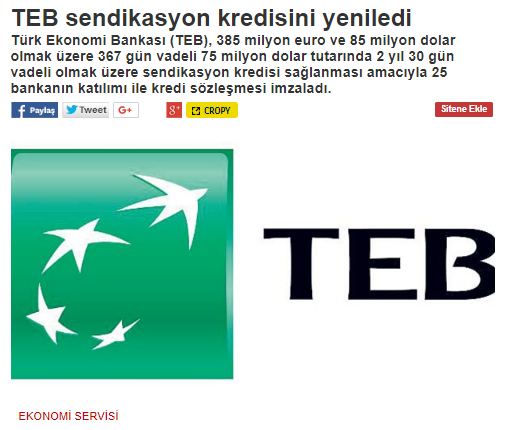 TEB sendikasyon kredisini yeniledi
Türk Ekonomi Bankası (TEB), 385 milyon euro ve 85 milyon dolar
olmak üzere 367 gün vadeli 75 milyon dolar tutarında 2 yıl 30 gün
vadeli olmak üzere sendikasyon kredisi sağlanması amacıyla 25
bankanın katılımı ile kredi sözleşmesi imzaladı.
f Paylaş Tweet G+ g+ CROPY Sitene Ekle
TEB
EKONOMİ SERVİSİ